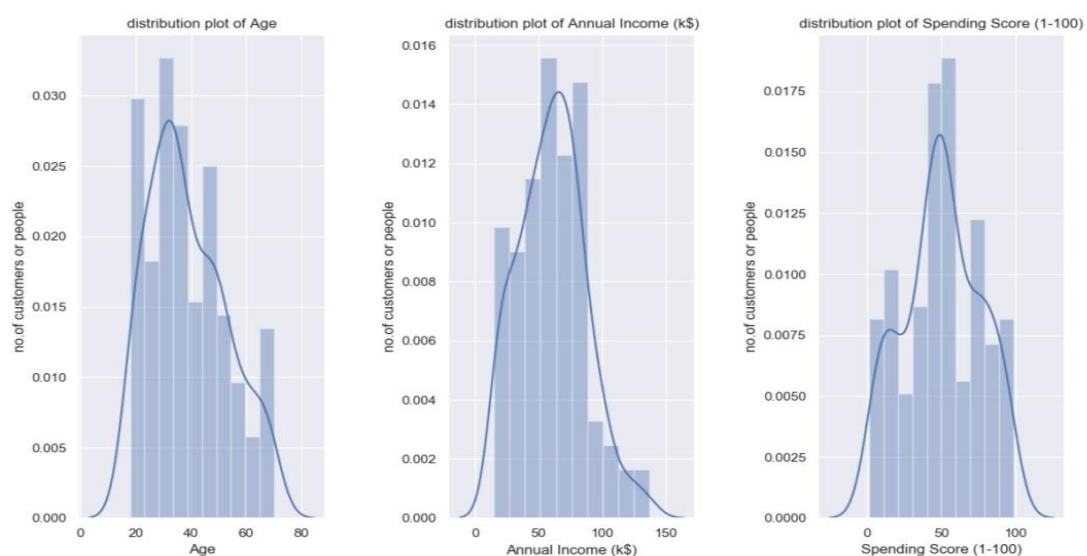 distribution plot of Age
0.030
0.025
0.020
0.015
0.010
0.005
0.000
no.of customers or people
0 20 40 60 80
Age
distribution plot of Annual Income (k$)
0.016
0.014
0.012
0.010
0.008
0.006
0.004
0.002
0.000
no.of customers or people
0 50 100 150
Annual Income (k$)
distribution plot of Spending Score (1-100)
0.0175
0.0150
0.0125
0.0100
0.0075
0.0050
0.0025
0.0000
no.of customers or people
0 50 100
Spending Score (1-100)